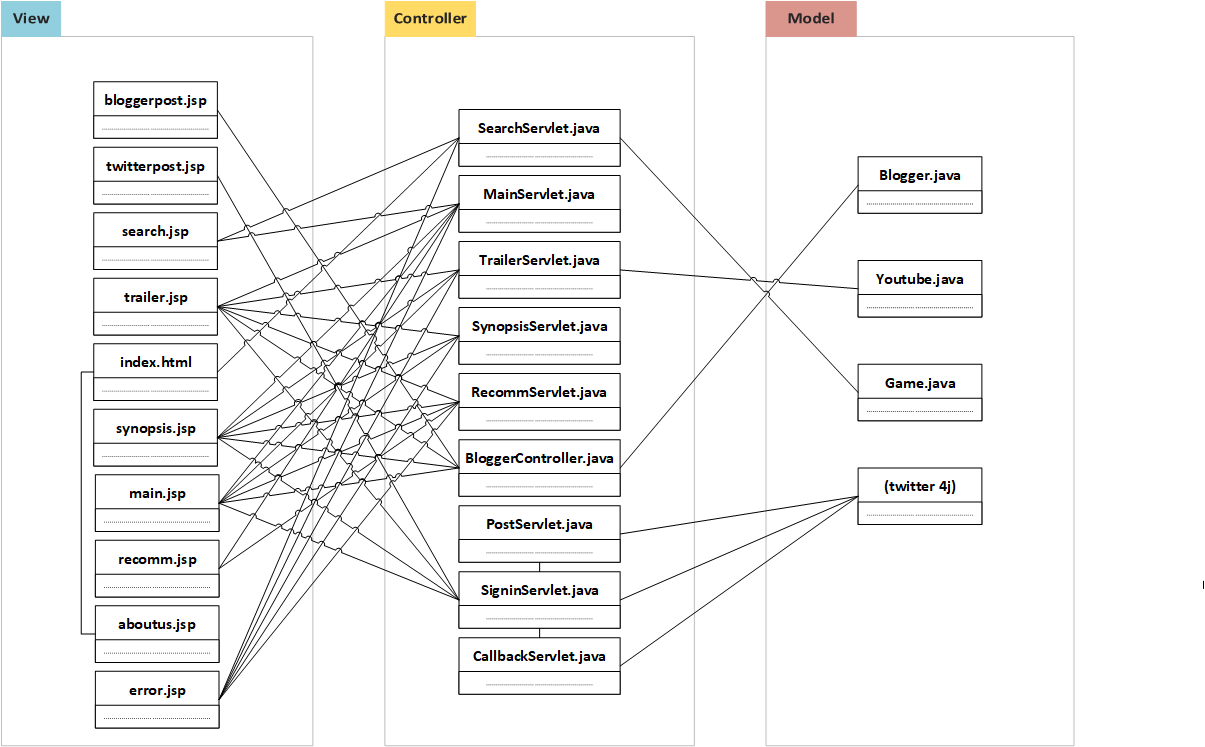 View
Controller
Model
bloggerpost.jsp
twitterpost.jsp
search.jsp
trailer.jsp
index.html
synopsis.jsp
main.jsp
recomm.jsp
aboutus.jsp
error.jsp
SearchServlet.java
MainServlet.java
TrailerServlet.java
SynopsisServlet.java
RecommServlet.java
BloggerController.java
PostServlet.java
SigninServlet.java
CallbackServlet.java
Blogger.java
Youtube.java
Game.java
(twitter 4j)